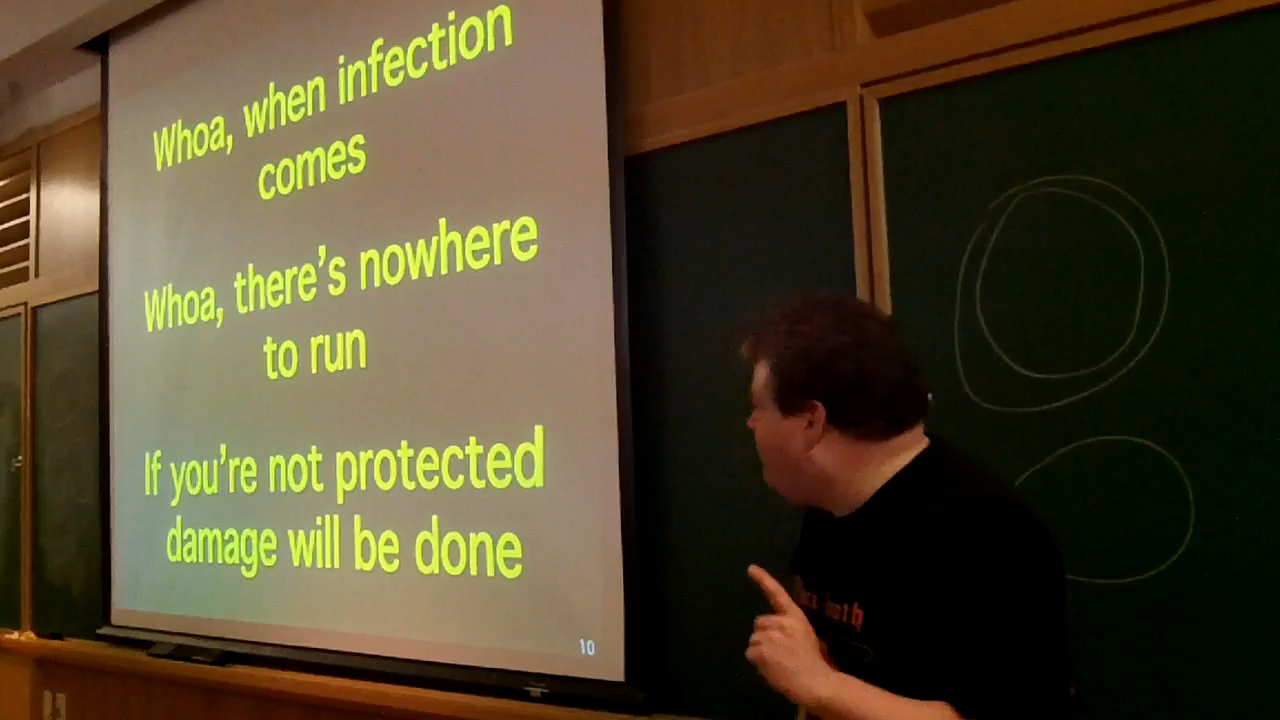 Whoa, when infection
comes
Whoa, there's nowhere
to run
If you're not protected
damage will be done
10